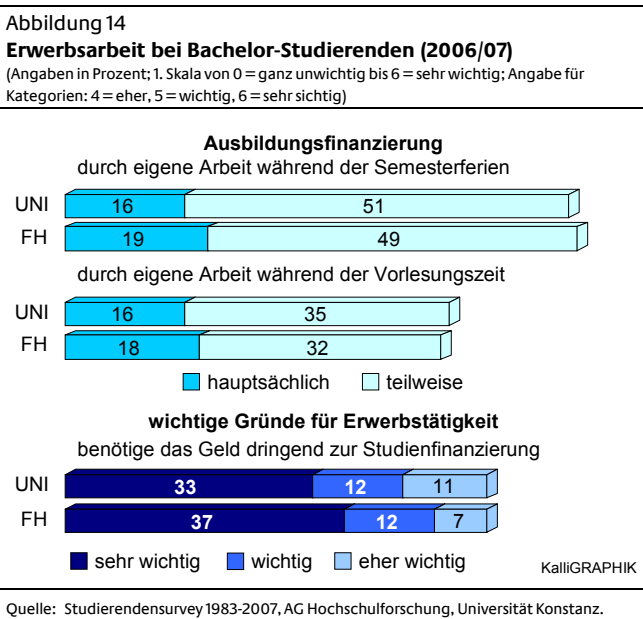 Abbildung 14
Erwerbsarbeit bei Bachelor-Studierenden (2006/07)
(Angaben in Prozent; 1. Skala von 0 = ganz unwichtig bis 6 = sehr wichtig; Angabe für
Kategorien: 4 = eher, 5 = wichtig, 6 = sehr sichtig)
Ausbildungsfinanzierung
durch eigene Arbeit während der Semesterferien
UNI 16 51
FH 19 49
durch eigene Arbeit während der Vorlesungszeit
UNI 16 35
FH 18 32
hauptsächlich teilweise
wichtige Gründe für Erwerbstätigkeit
benötige das Geld dringend zur Studienfinanzierung
UNI 33 12 11
FH 37 12 7
sehr wichtig wichtig eher wichtig
KalliGRAPHIK
Quelle: Studierendensurvey 1983-2007, AG Hochschulforschung, Universität Konstanz.